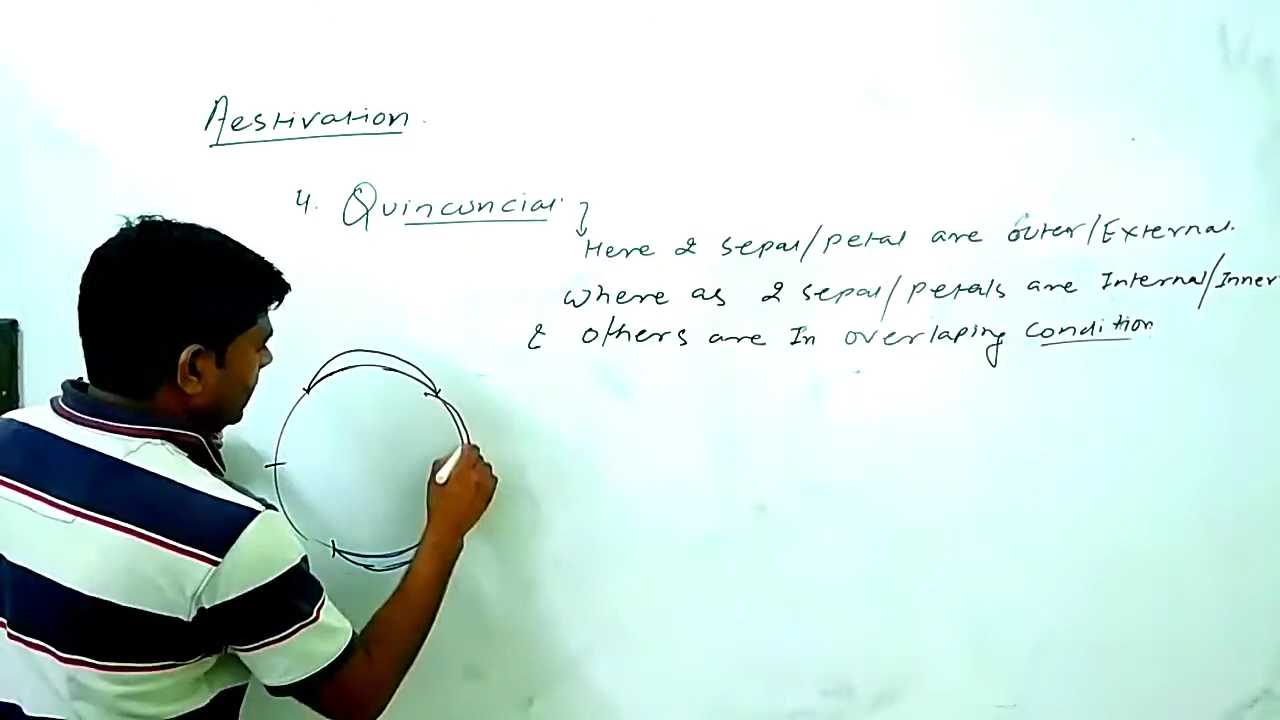 Aestivation
4. Quincuncial
Here 2 sepal/petal are outer/External.
where as 2 sepal/petals are Internal/Inner
& others are In overlaping condition